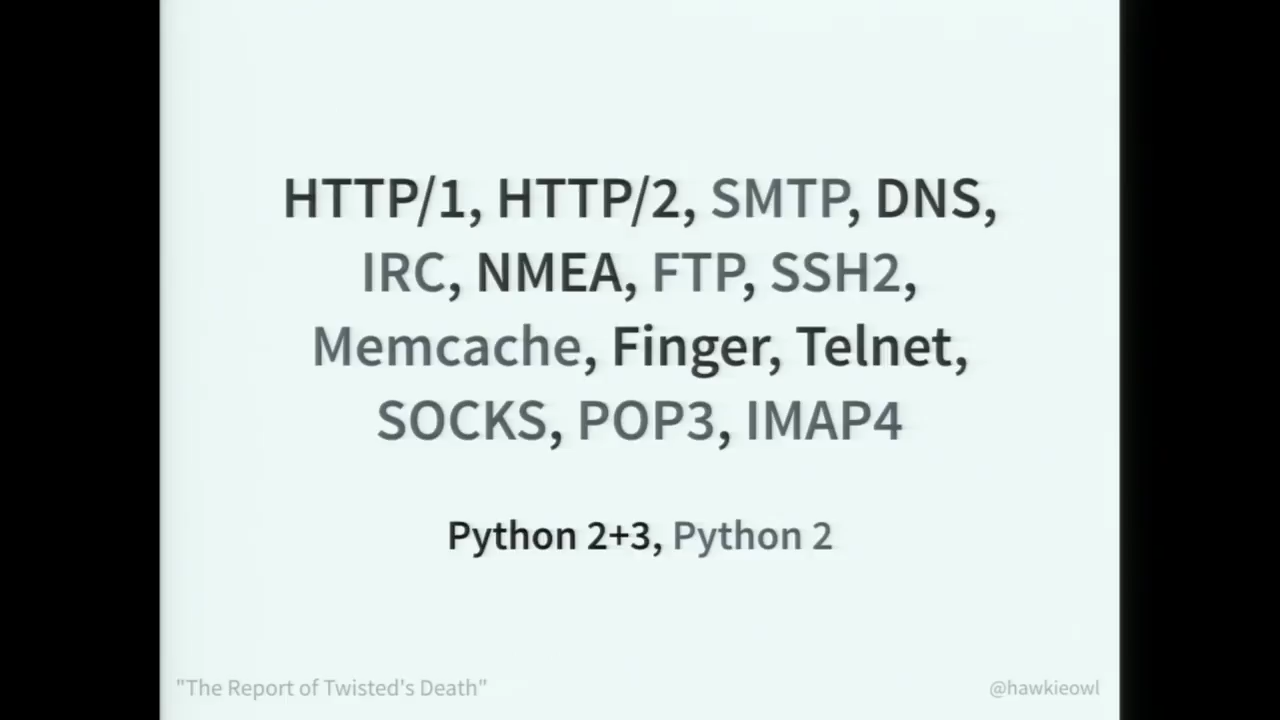 HTTP/1, HTTP/2, SMTP, DNS,
IRC, NMEA, FTP, SSH2,
Memcache, Finger, Telnet,
SOCKS, POP3, IMAP4
Python 2+3, Python 2
"The Report of Twisted's Death"
@hawkieowl